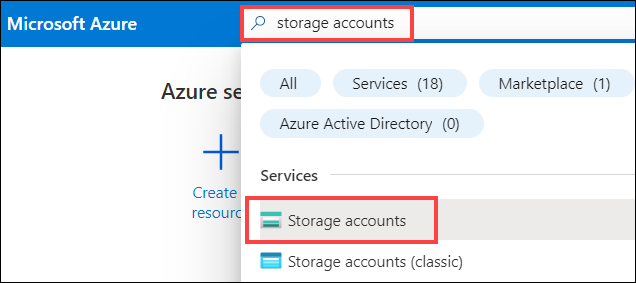 Microsoft Azure
storage accounts
All Services (18) Marketplace (1)
Azure se
Azure Active Directory (0)
Services
Create
resourc
Storage accounts
Storage accounts (classic)